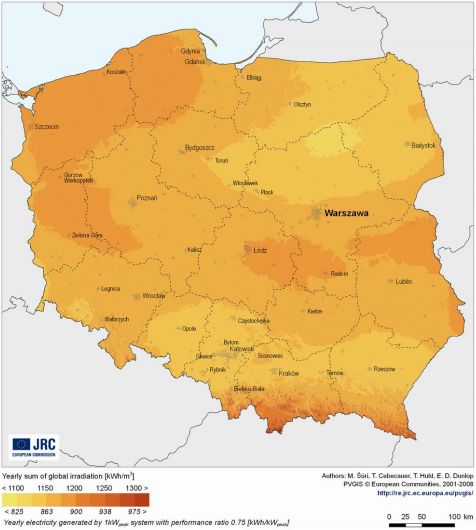 Gdynia
Gdańsk
Koszalin
Elbląg
Olsztyn
Szczecin
Bydgoszcz
Białystok
Toruń
Gorzów
Wielkopolski
Włocławek
Płock
Poznań
Warszawa
Zielona Góra
Kalisz
Łódź
Radom
Lublin
Legnica
Wrocław
Kielce
Wałbrzych
Częstochowa
Opole
Bytom
Katowice
Gliwice
Sosnowiec
Rybnik
Kraków
Tarnów
Rzeszów
Bielsko-Biała
JRC
EUROPEAN COMMISSION
Yearly sum of global irradiation [kWh/m²]
< 1100 1150 1200 1250 1300 >
< 825 863 900 938 975 >
Yearly electricity generated by 1kWpeak system with performance ratio 0.75 [kWh/kWpeak]
Authors: M. Šúri, T. Cebecauer, T. Huld, E. D. Dunlop
PVGIS © European Communities, 2001-2008
http://re.jrc.ec.europa.eu/pvgis/
0 25 50 100 km